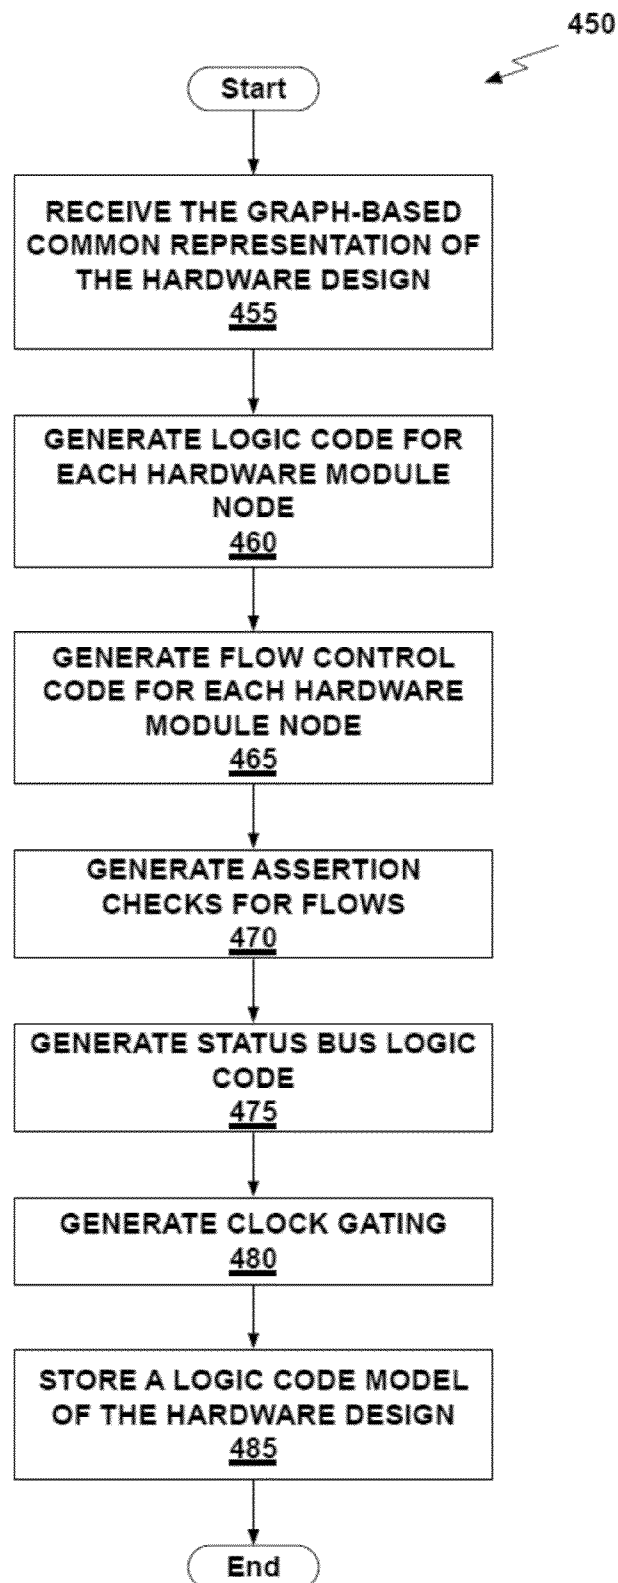 450
Start
RECEIVE THE GRAPH-BASED
COMMON REPRESENTATION OF
THE HARDWARE DESIGN
455
GENERATE LOGIC CODE FOR
EACH HARDWARE MODULE
NODE
460
GENERATE FLOW CONTROL
CODE FOR EACH HARDWARE
MODULE NODE
465
GENERATE ASSERTION
CHECKS FOR FLOWS
470
GENERATE STATUS BUS LOGIC
CODE
475
GENERATE CLOCK GATING
480
STORE A LOGIC CODE MODEL
OF THE HARDWARE DESIGN
485
End